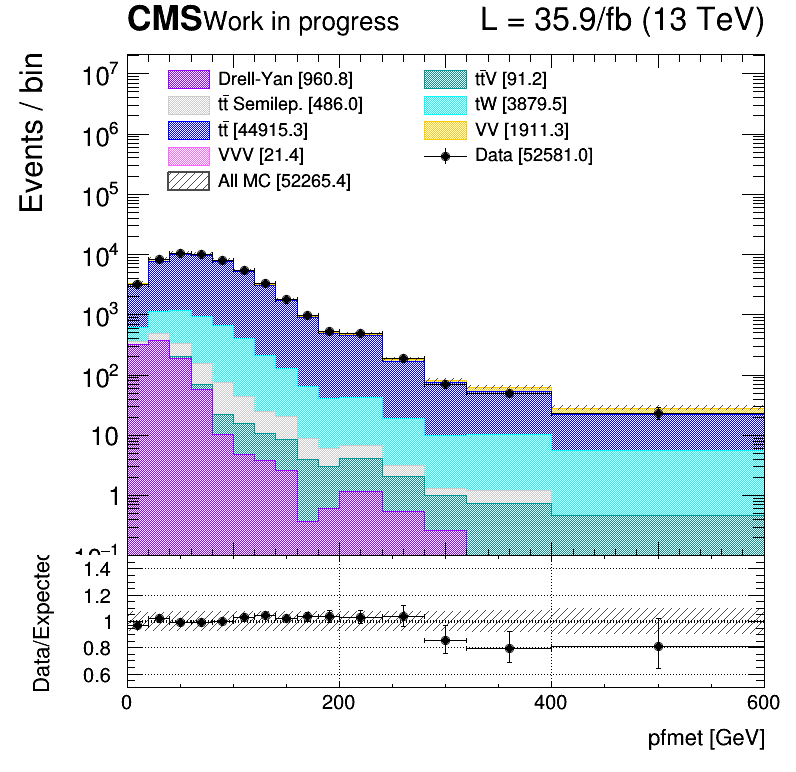 CMS Work in progress L = 35.9/fb (13 TeV)
Events / bin
Drell-Yan [960.8] tt̄V [91.2]
tt̄ Semilep. [486.0] tW [3879.5]
tt̄ [44915.3] VV [1911.3]
VVV [21.4] Data [52581.0]
All MC [52265.4]
10⁷
10⁶
10⁵
10⁴
10³
10²
10
1
10⁻¹
Data/Expected
1.4
1.2
1
0.8
0.6
0 200 400 600
pfmet [GeV]